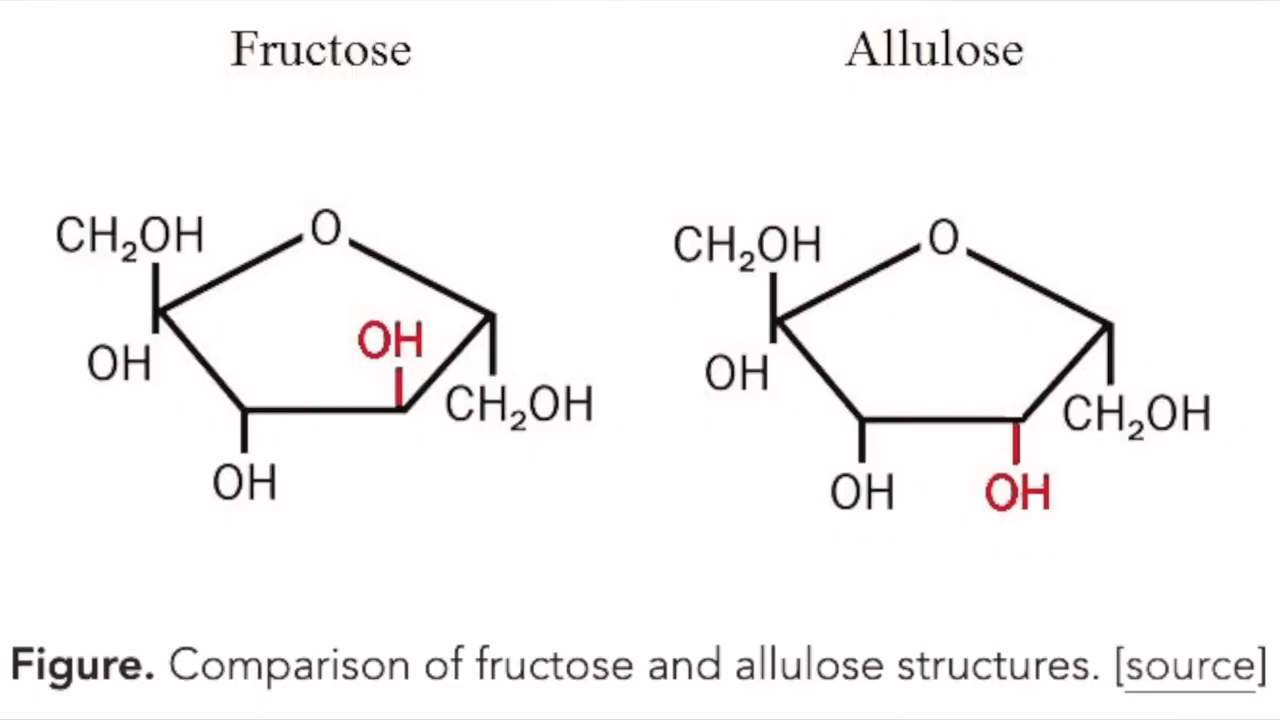 Fructose
Allulose
CH₂OH
O
OH
OH
CH₂OH
OH
CH₂OH
O
OH
CH₂OH
OH
OH
Figure. Comparison of fructose and allulose structures. [source]